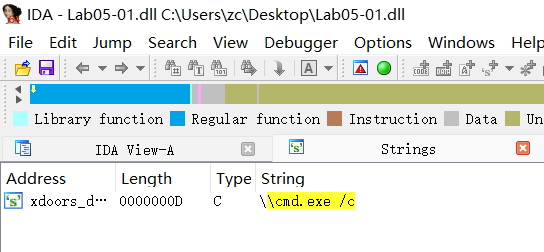 IDA - Lab05-01.dll C:\Users\zc\Desktop\Lab05-01.dll
File Edit Jump Search View Debugger Options Windows Help
Library function Regular function Instruction Data Un
IDA View-A Strings
Address Length Type String
's' xdoors_d… 0000000D C \\cmd.exe /c